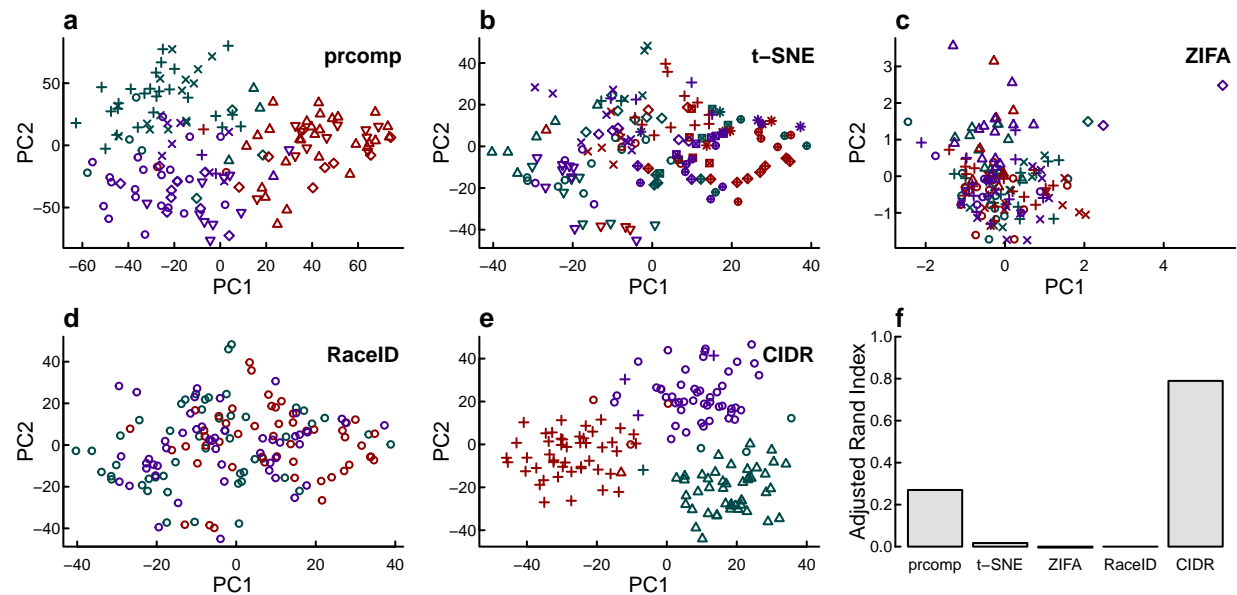 a
prcomp
PC2
50
0
−50
−60 −40 −20 0 20 40 60
PC1
b
t−SNE
PC2
40
20
0
−20
−40
−40 −20 0 20 40
PC1
c
ZIFA
PC2
3
2
1
0
−1
−2 0 2 4
PC1
d
RaceID
PC2
40
20
0
−20
−40
−40 −20 0 20 40
PC1
e
CIDR
PC2
40
20
0
−20
−40
−40 −20 0 20 40
PC1
f
Adjusted Rand Index
1.0
0.8
0.6
0.4
0.2
0.0
prcomp t−SNE ZIFA RaceID CIDR